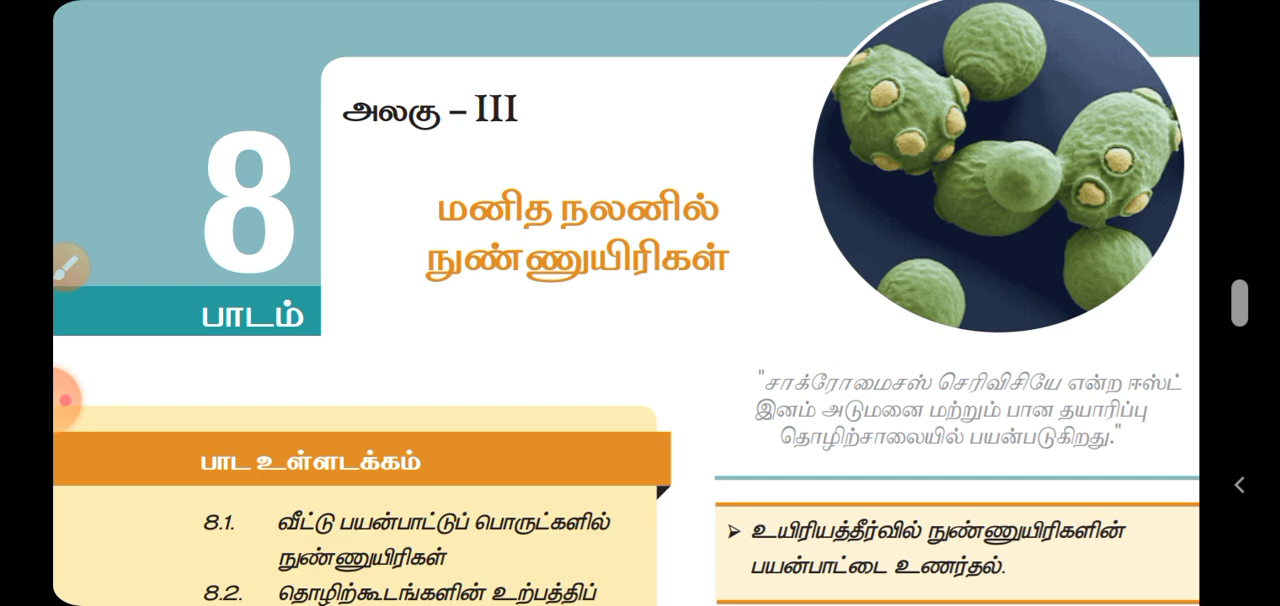 அலகு – III
8
பாடம்
மனித நலனில்
நுண்ணுயிரிகள்
"சாக்ரோமைசஸ் செரிவிசியே என்ற ஈஸ்ட்
இனம் அடுமனை மற்றும் பான தயாரிப்பு
தொழிற்சாலையில் பயன்படுகிறது."
பாட உள்ளடக்கம்
8.1. வீட்டு பயன்பாட்டுப் பொருட்களில்
நுண்ணுயிரிகள்
8.2. தொழிற்கூடங்களின் உற்பத்திப்
➢ உயிரியத்தீர்வில் நுண்ணுயிரிகளின்
பயன்பாட்டை உணர்தல்.